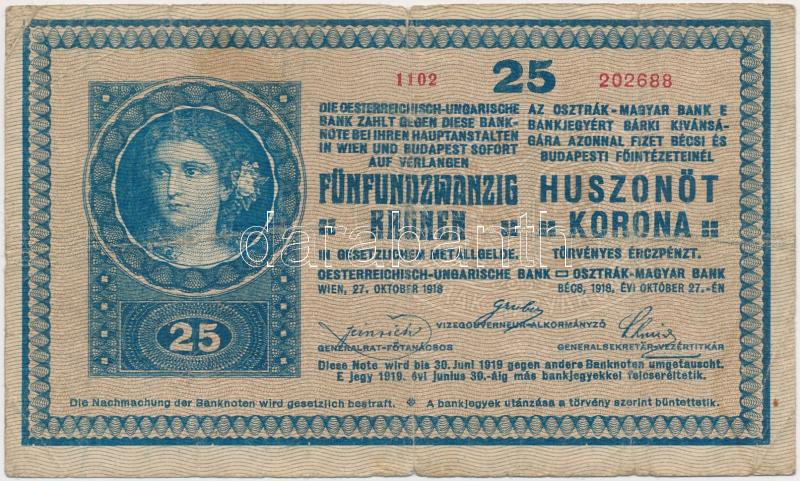 1102 25 202688
DIE OESTERREICHISCH-UNGARISCHE
BANK ZAHLT GEGEN DIESE BANK-
NOTE BEI IHREN HAUPTANSTALTEN
IN WIEN UND BUDAPEST SOFORT
AUF VERLANGEN
FÜNFUNDZWANZIG
KRONEN
IN GESETZLICHEM METALLGELDE.
OESTERREICHISCH-UNGARISCHE BANK
WIEN, 27. OKTOBER 1918
AZ OSZTRÁK-MAGYAR BANK E
BANKJEGYÉRT BÁRKI KIVÁNSÁ-
GÁRA AZONNAL FIZET BÉCSI ÉS
BUDAPESTI FŐINTÉZETEINÉL
HUSZONÖT
KORONA
TÖRVÉNYES ÉRCZPÉNZT.
OSZTRÁK-MAGYAR BANK
BÉCS, 1918. ÉVI OKTÓBER 27.-ÉN
25
Gruber
VIZEGOUVERNEUR-ALKORMÁNYZÓ
GENERALRAT-FŐTANÁCSOS
GENERALSEKRETÄR-VEZÉRTITKÁR
Diese Note wird bis 30. Juni 1919 gegen andere Banknoten umgetauscht.
E jegy 1919. évi junius 30.-áig más bankjegyekkel felcseréltetik.
Die Nachmachung der Banknoten wird gesetzlich bestraft. A bankjegyek utánzása a törvény szerint büntettetik.
darabanth